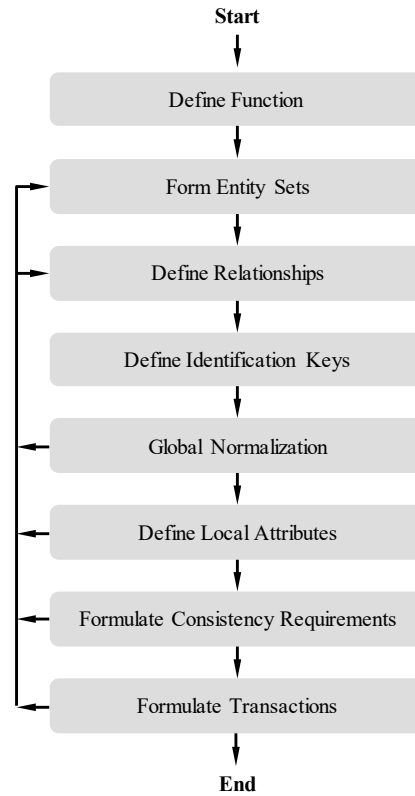 Start
Define Function
Form Entity Sets
Define Relationships
Define Identification Keys
Global Normalization
Define Local Attributes
Formulate Consistency Requirements
Formulate Transactions
End